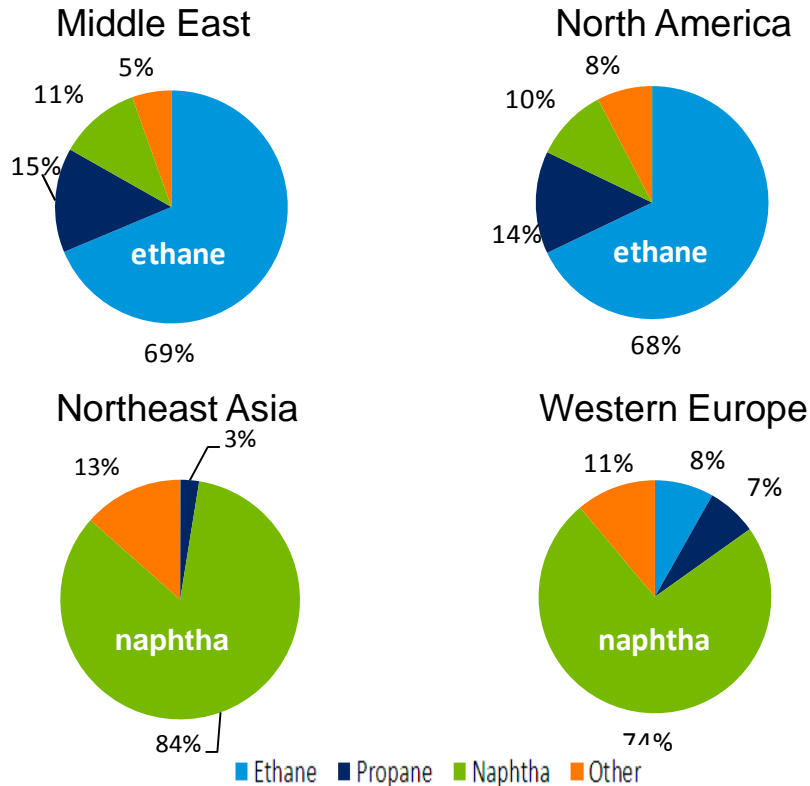 Middle East
5%
11%
15%
ethane
69%
North America
8%
10%
14%
ethane
68%
Northeast Asia
3%
13%
naphtha
84%
Western Europe
11%
8%
7%
naphtha
74%
Ethane Propane Naphtha Other